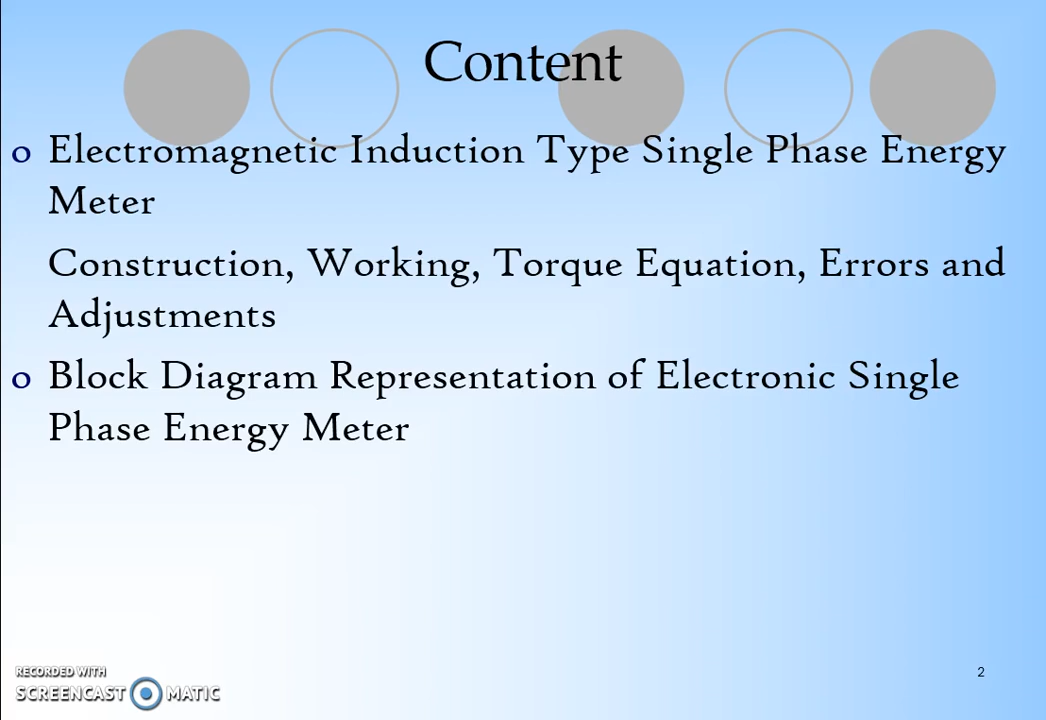 Content
o Electromagnetic Induction Type Single Phase Energy
Meter
Construction, Working, Torque Equation, Errors and
Adjustments
o Block Diagram Representation of Electronic Single
Phase Energy Meter
RECORDED WITH
SCREENCAST MATIC
2